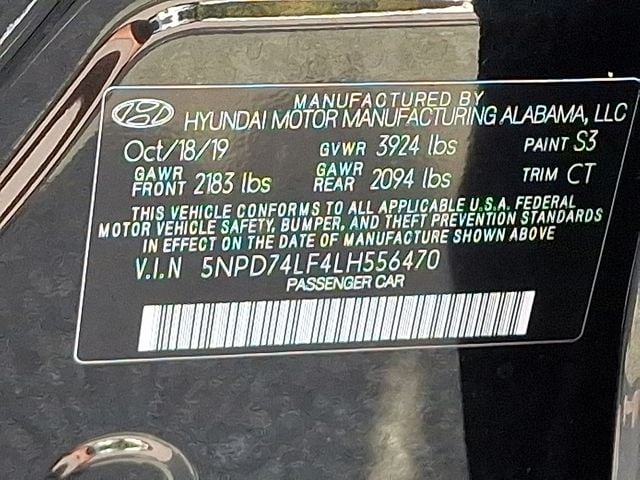 MANUFACTURED BY
HYUNDAI MOTOR MANUFACTURING ALABAMA, LLC
Oct/18/19 GVWR 3924 lbs PAINT S3
GAWR FRONT 2183 lbs GAWR REAR 2094 lbs TRIM CT
THIS VEHICLE CONFORMS TO ALL APPLICABLE U.S.A. FEDERAL
MOTOR VEHICLE SAFETY, BUMPER, AND THEFT PREVENTION STANDARDS
IN EFFECT ON THE DATE OF MANUFACTURE SHOWN ABOVE
V.I.N 5NPD74LF4LH556470
PASSENGER CAR